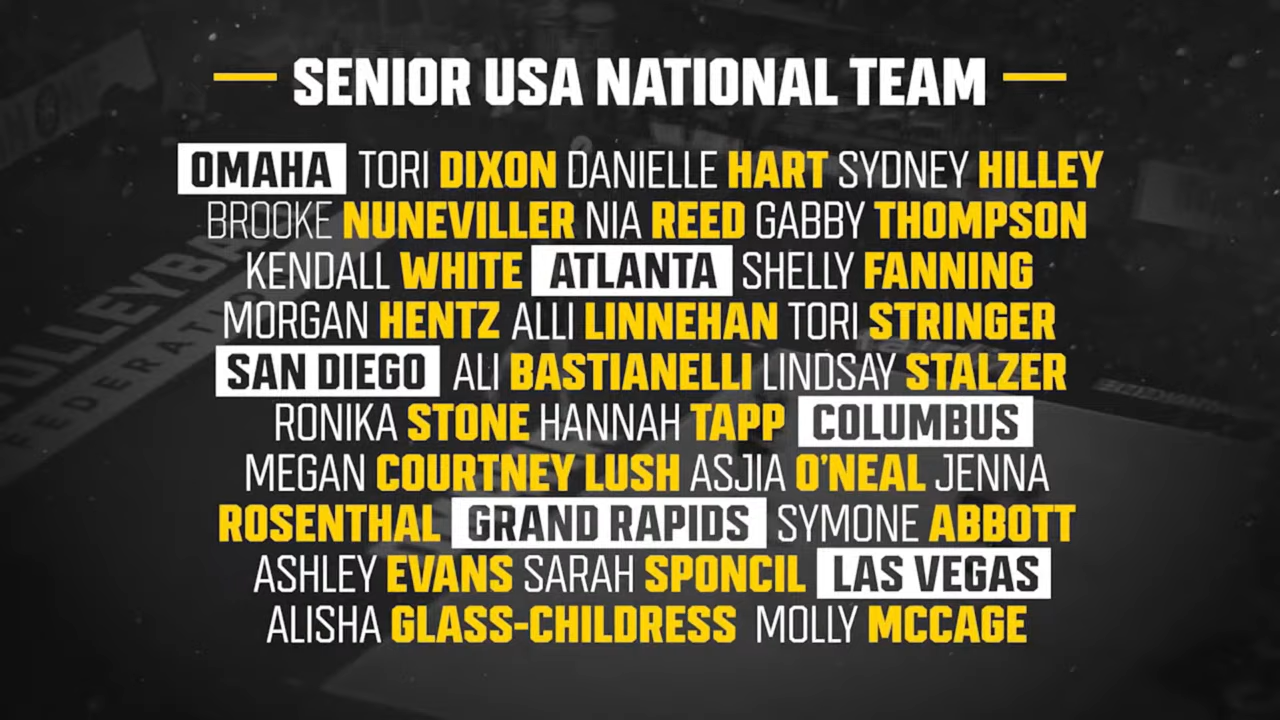 SENIOR USA NATIONAL TEAM
OMAHA TORI DIXON DANIELLE HART SYDNEY HILLEY
BROOKE NUNEVILLER NIA REED GABBY THOMPSON
KENDALL WHITE ATLANTA SHELLY FANNING
MORGAN HENTZ ALLI LINNEHAN TORI STRINGER
SAN DIEGO ALI BASTIANELLI LINDSAY STALZER
RONIKA STONE HANNAH TAPP COLUMBUS
MEGAN COURTNEY LUSH ASJIA O'NEAL JENNA
ROSENTHAL GRAND RAPIDS SYMONE ABBOTT
ASHLEY EVANS SARAH SPONCIL LAS VEGAS
ALISHA GLASS-CHILDRESS MOLLY MCCAGE